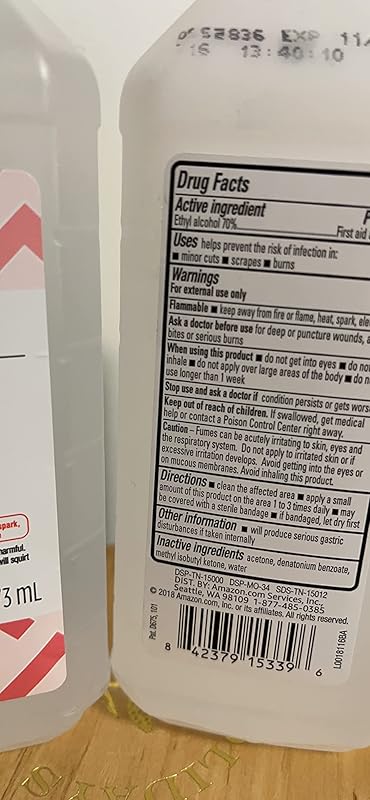 52836 EXP 11/
16 13:40:10
Drug Facts
Active ingredient
Ethyl alcohol 70%
First aid
Uses helps prevent the risk of infection in:
■ minor cuts ■ scrapes ■ burns
Warnings
For external use only
Flammable ■ keep away from fire or flame, heat, spark,
Ask a doctor before use for deep or puncture wounds,
bites or serious burns
When using this product ■ do not get into eyes ■ do not
inhale ■ do not apply over large areas of the body ■ do
use longer than 1 week
Stop use and ask a doctor if condition persists or gets
Keep out of reach of children. If swallowed, get medical
help or contact a Poison Control Center right away.
Caution – Fumes can be acutely irritating to skin, eyes and
the respiratory system. Do not apply to irritated skin or if
excessive irritation develops. Avoid getting into the eyes or
on mucous membranes. Avoid inhaling this product.
Directions ■ clean the affected area ■ apply a small
amount of this product on the area 1 to 3 times daily ■ may
be covered with a sterile bandage ■ if bandaged, let dry first
Other information ■ will produce serious gastric
disturbances if taken internally
Inactive ingredients acetone, denatonium benzoate,
methyl isobutyl ketone, water
DSP-TN-15000 DSP-MO-34 SDS-TN-15012
DIST. BY: Amazon.com Services, Inc.,
Seattle, WA 98109 1-877-485-0385
© 2018 Amazon.com, Inc. or its affiliates. All rights reserved.
Pat. D675, 101
L0018116BA
8 42379 15339 6
spark,
harmful.
will squirt
73 mL